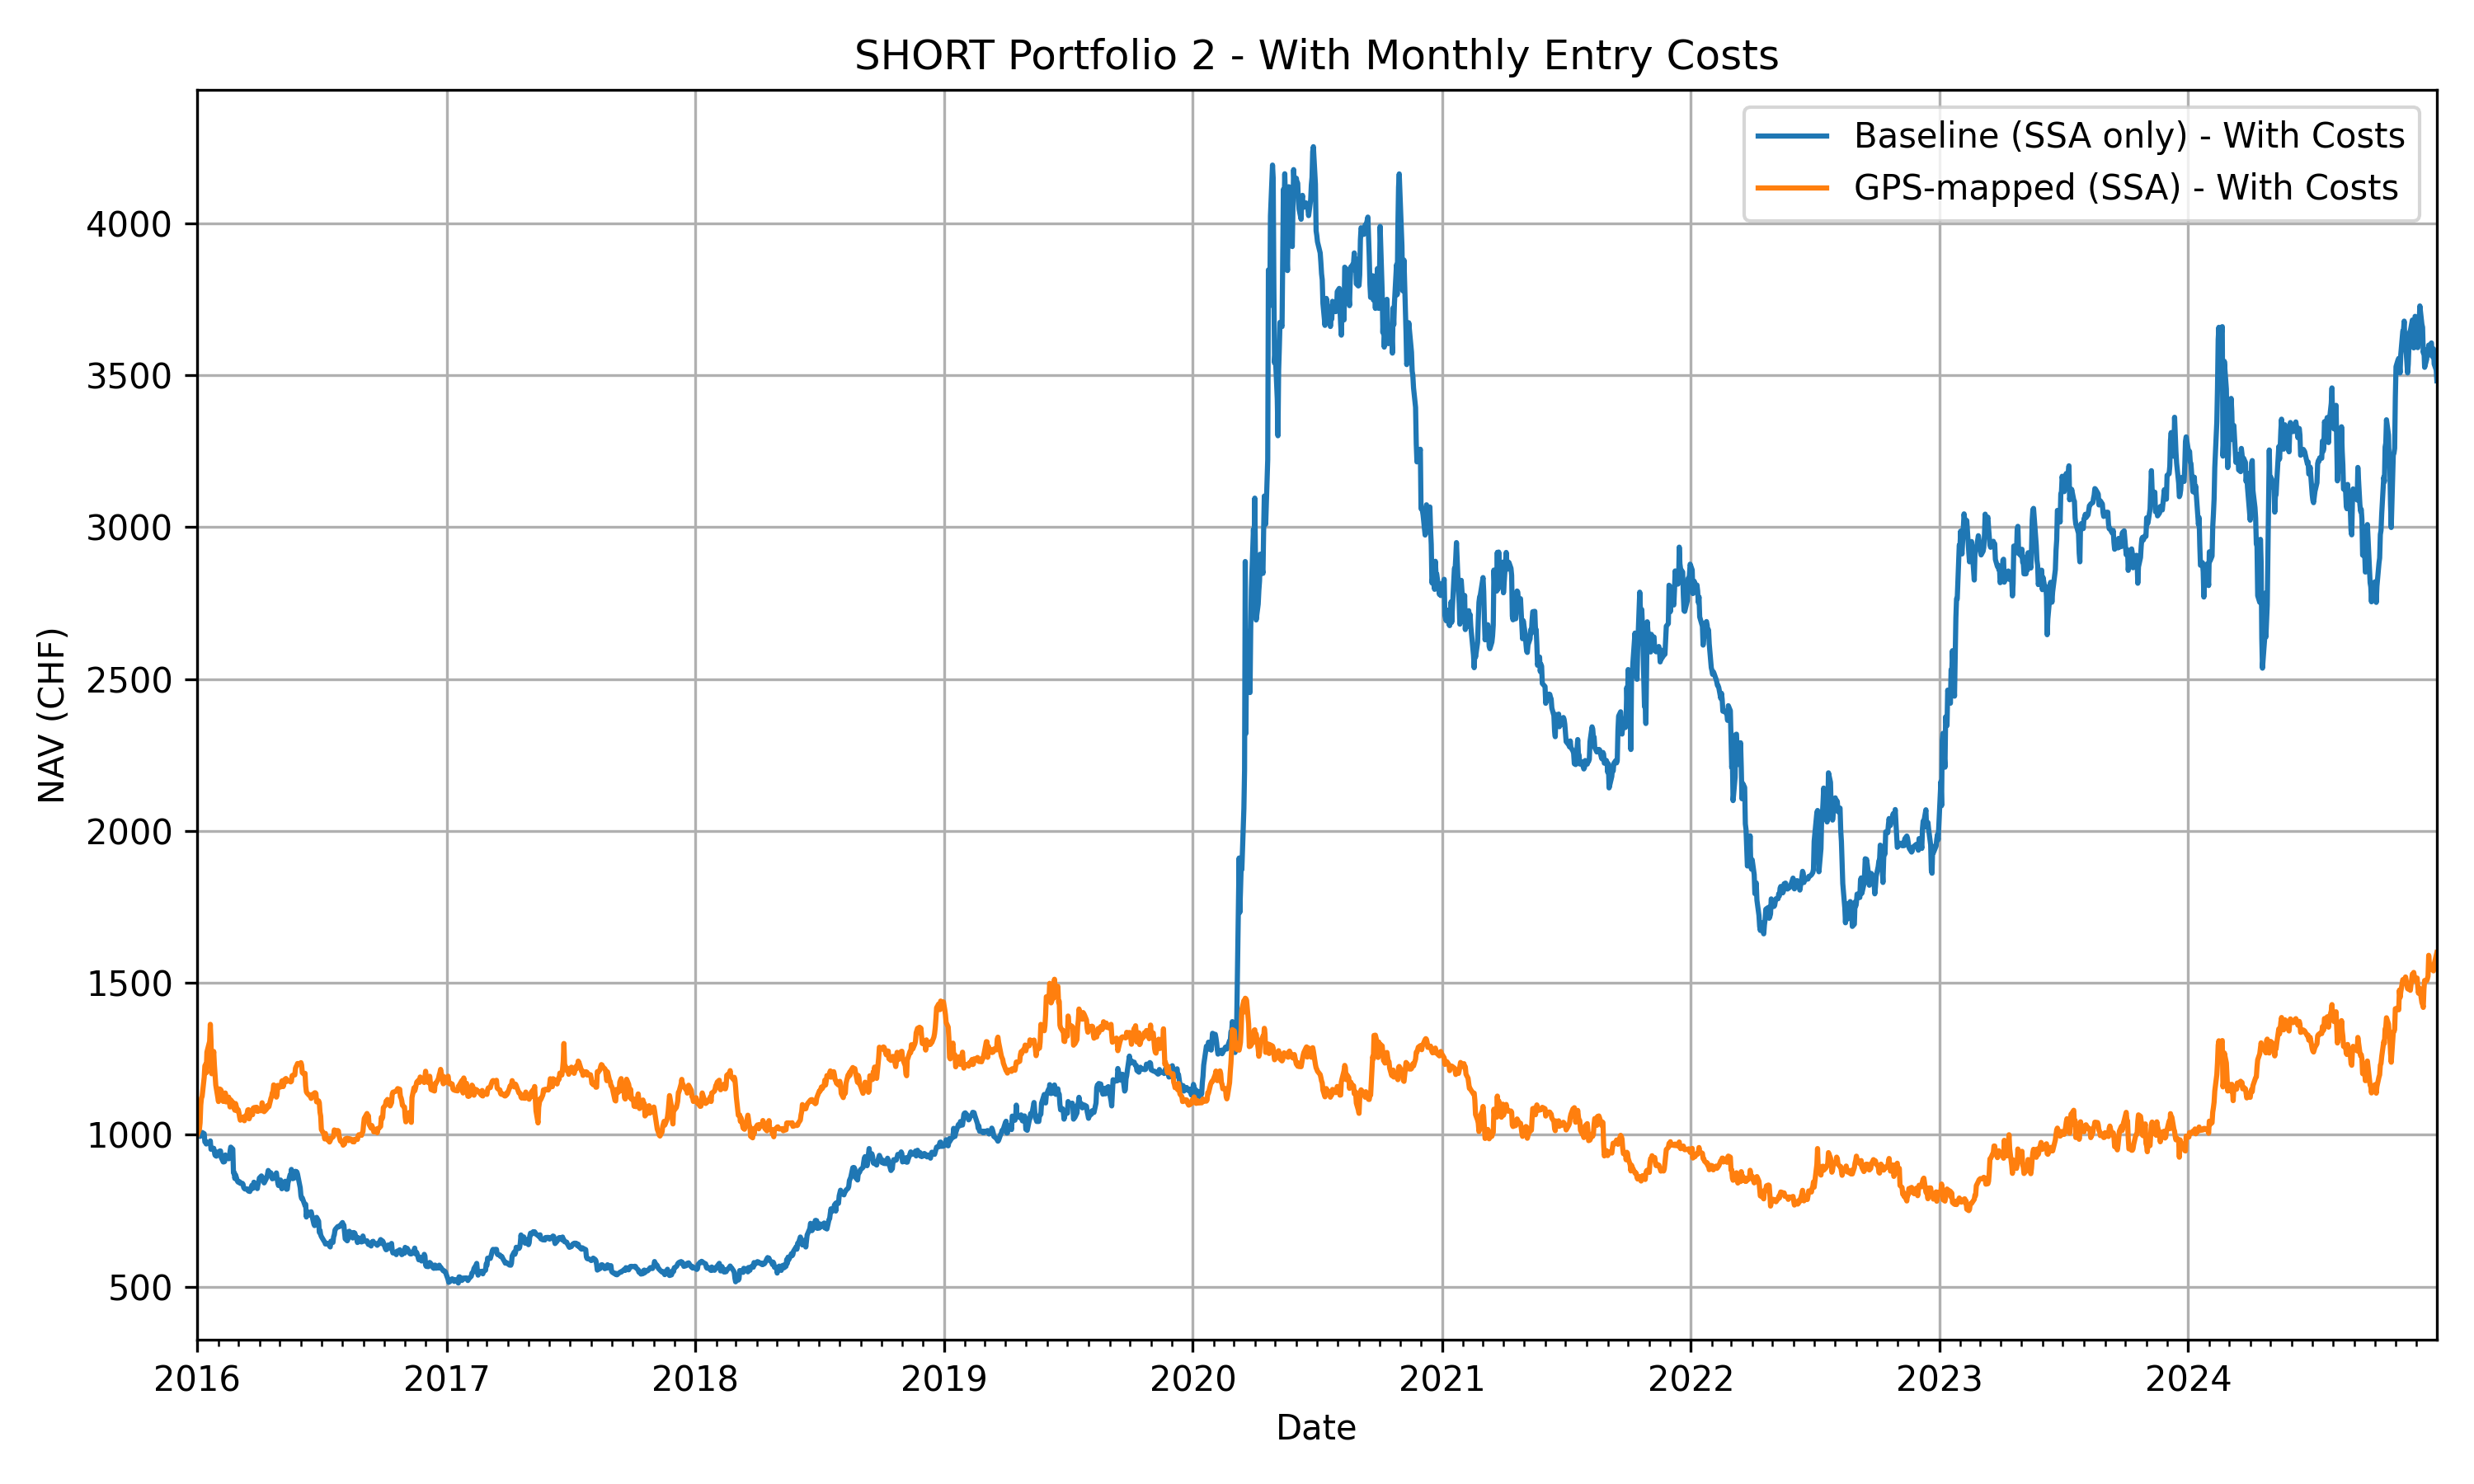 SHORT Portfolio 2 - With Monthly Entry Costs
Baseline (SSA only) - With Costs
GPS-mapped (SSA) - With Costs
NAV (CHF)
4000
3500
3000
2500
2000
1500
1000
500
2016 2017 2018 2019 2020 2021 2022 2023 2024
Date